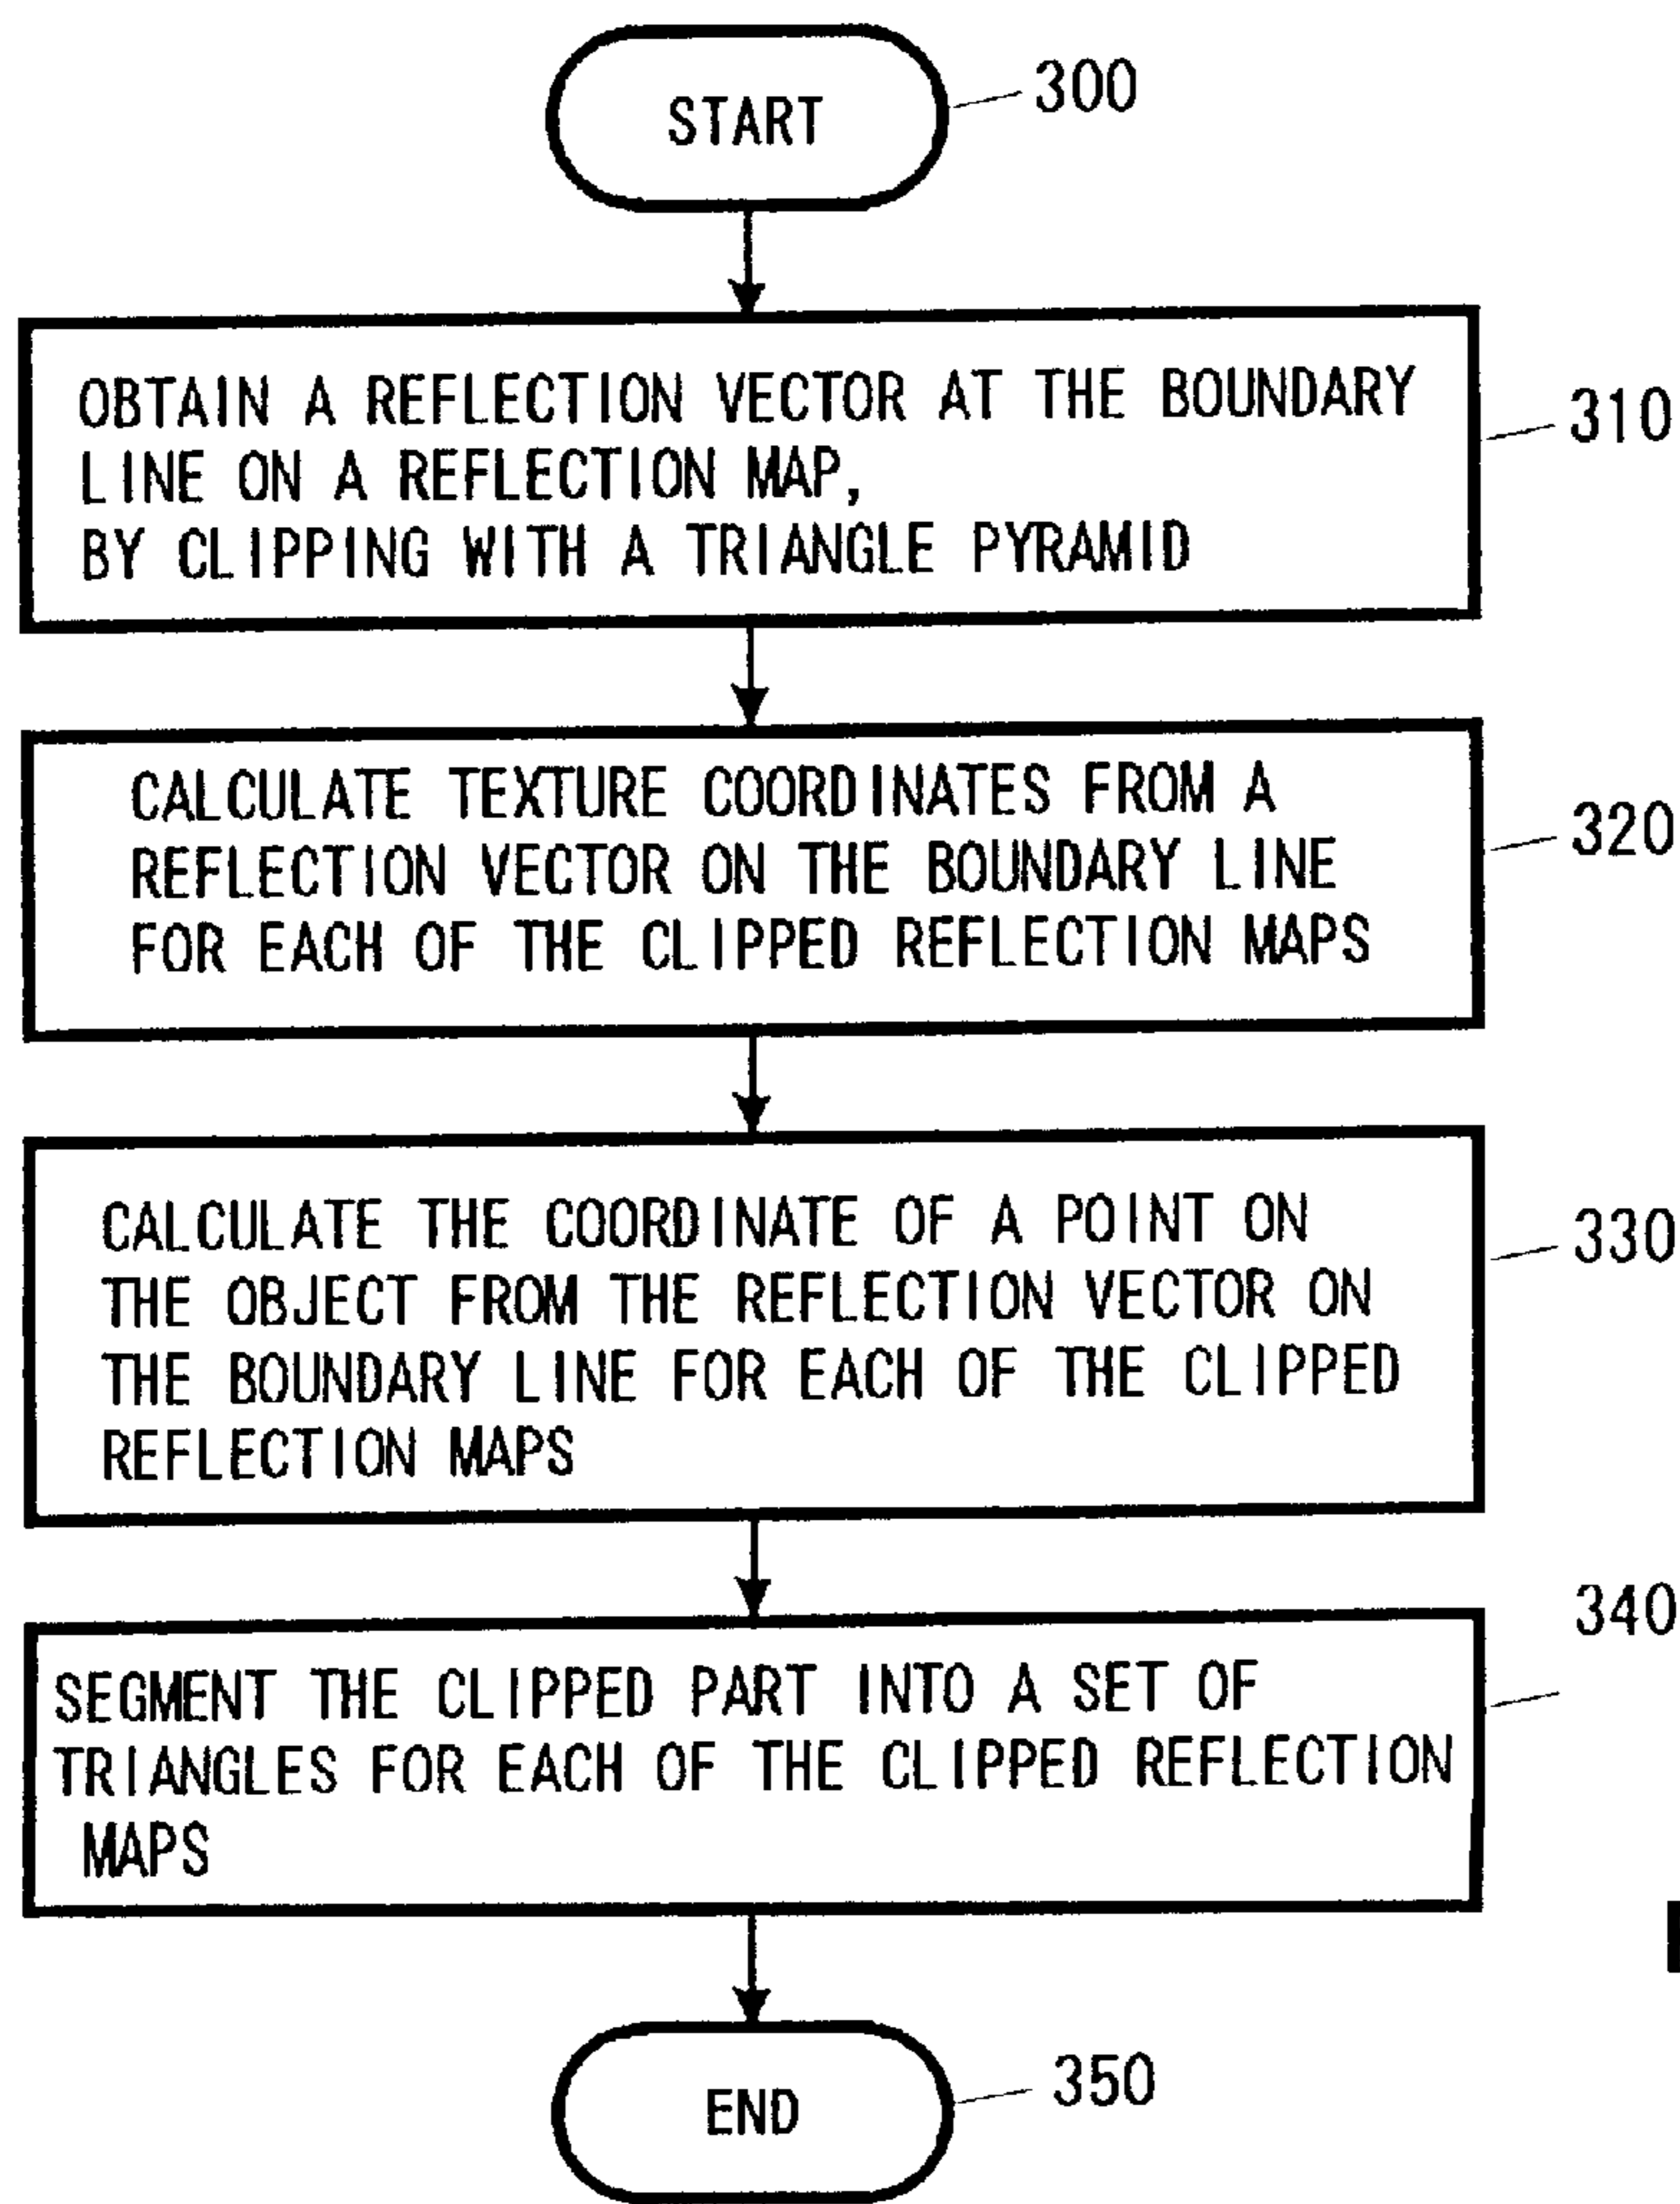 START
300
OBTAIN A REFLECTION VECTOR AT THE BOUNDARY
LINE ON A REFLECTION MAP,
BY CLIPPING WITH A TRIANGLE PYRAMID
310
CALCULATE TEXTURE COORDINATES FROM A
REFLECTION VECTOR ON THE BOUNDARY LINE
FOR EACH OF THE CLIPPED REFLECTION MAPS
320
CALCULATE THE COORDINATE OF A POINT ON
THE OBJECT FROM THE REFLECTION VECTOR ON
THE BOUNDARY LINE FOR EACH OF THE CLIPPED
REFLECTION MAPS
330
SEGMENT THE CLIPPED PART INTO A SET OF
TRIANGLES FOR EACH OF THE CLIPPED REFLECTION
MAPS
340
END
350